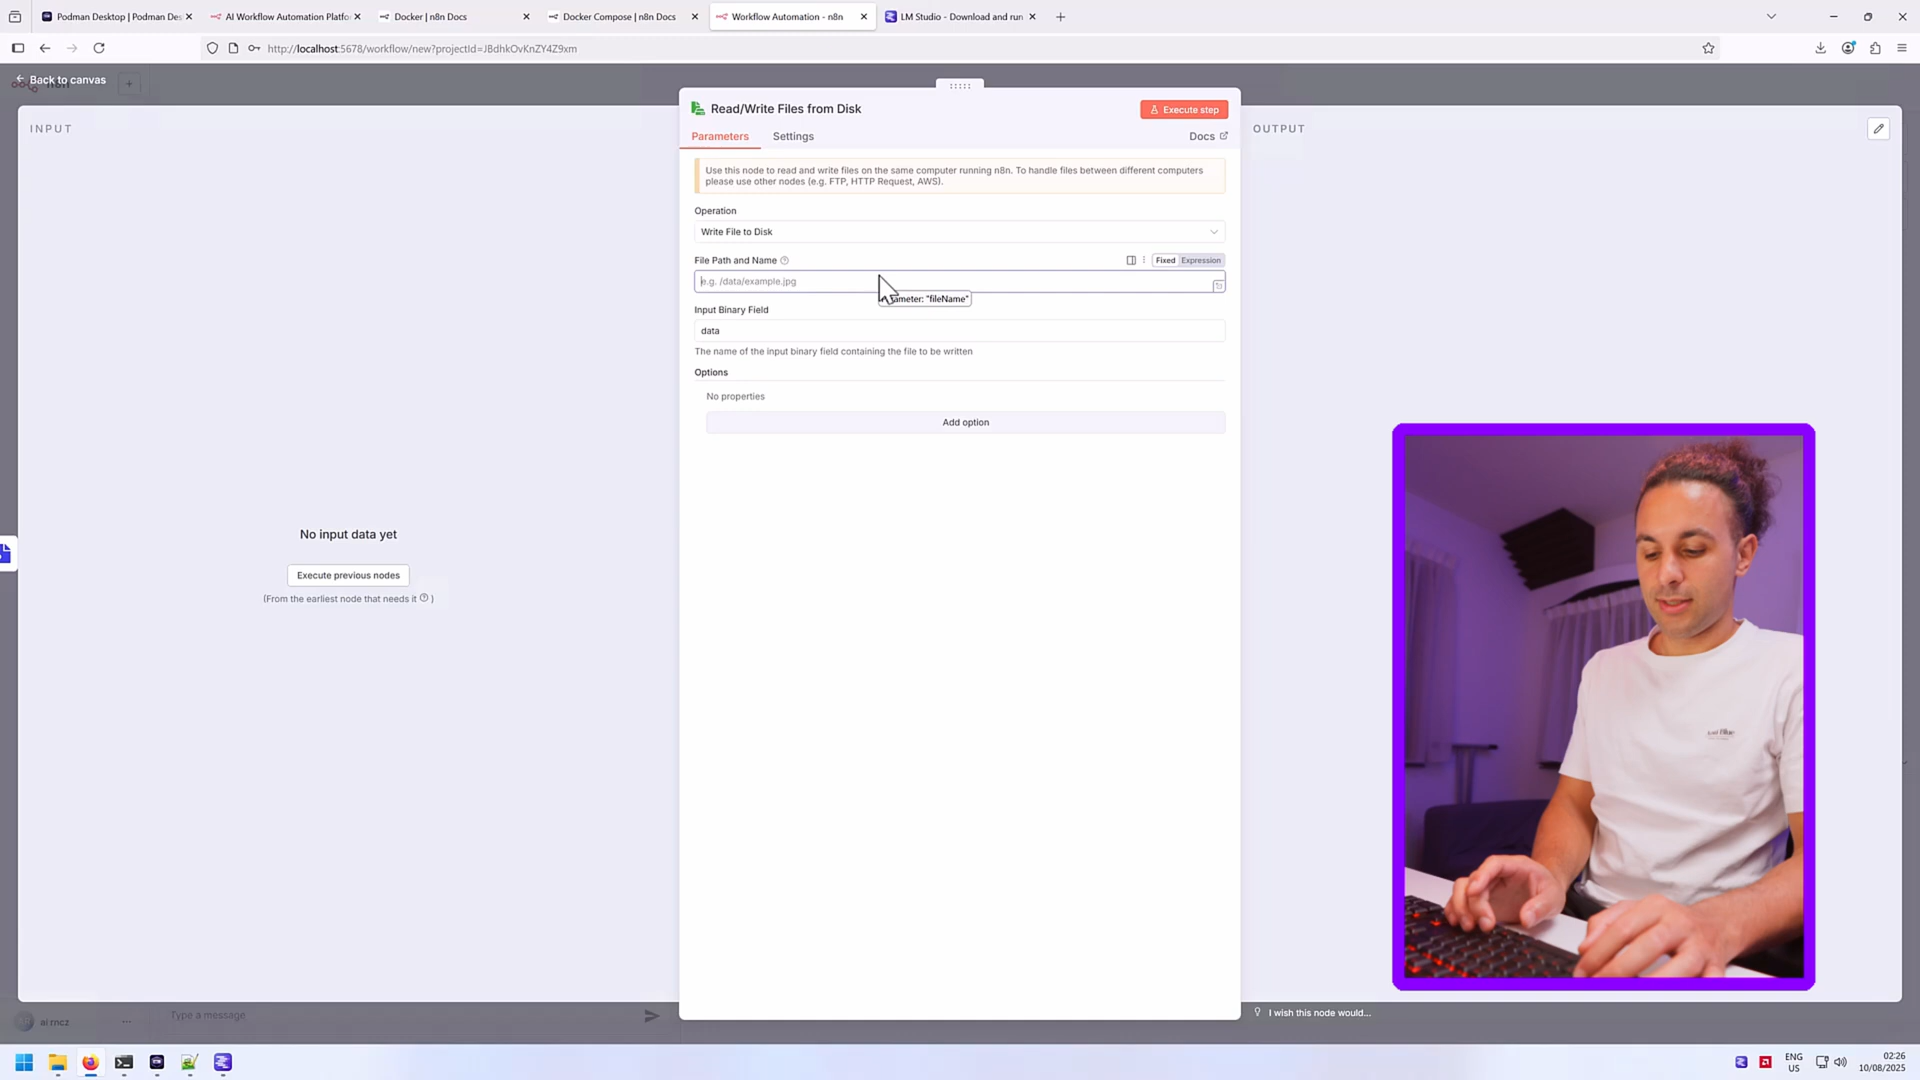 Podman Desktop | Podman Des
AI Workflow Automation Platfo
Docker | n8n Docs
Docker Compose | n8n Docs
Workflow Automation - n8n
LM Studio - Download and run
http://localhost:5678/workflow/new?projectId=JBdhkOvKnZY4Z9xm
Back to canvas
n8n
INPUT
Read/Write Files from Disk
Execute step
OUTPUT
Parameters
Settings
Docs
Use this node to read and write files on the same computer running n8n. To handle files between different computers
please use other nodes (e.g. FTP, HTTP Request, AWS).
Operation
Write File to Disk
File Path and Name
Fixed
Expression
e.g. /data/example.jpg
ameter: "fileName"
Input Binary Field
data
The name of the input binary field containing the file to be written
Options
No properties
Add option
No input data yet
Execute previous nodes
(From the earliest node that needs it ? )
I wish this node would...
ai rncz
...
Type a message
ENG
US
02:26
10/08/2025